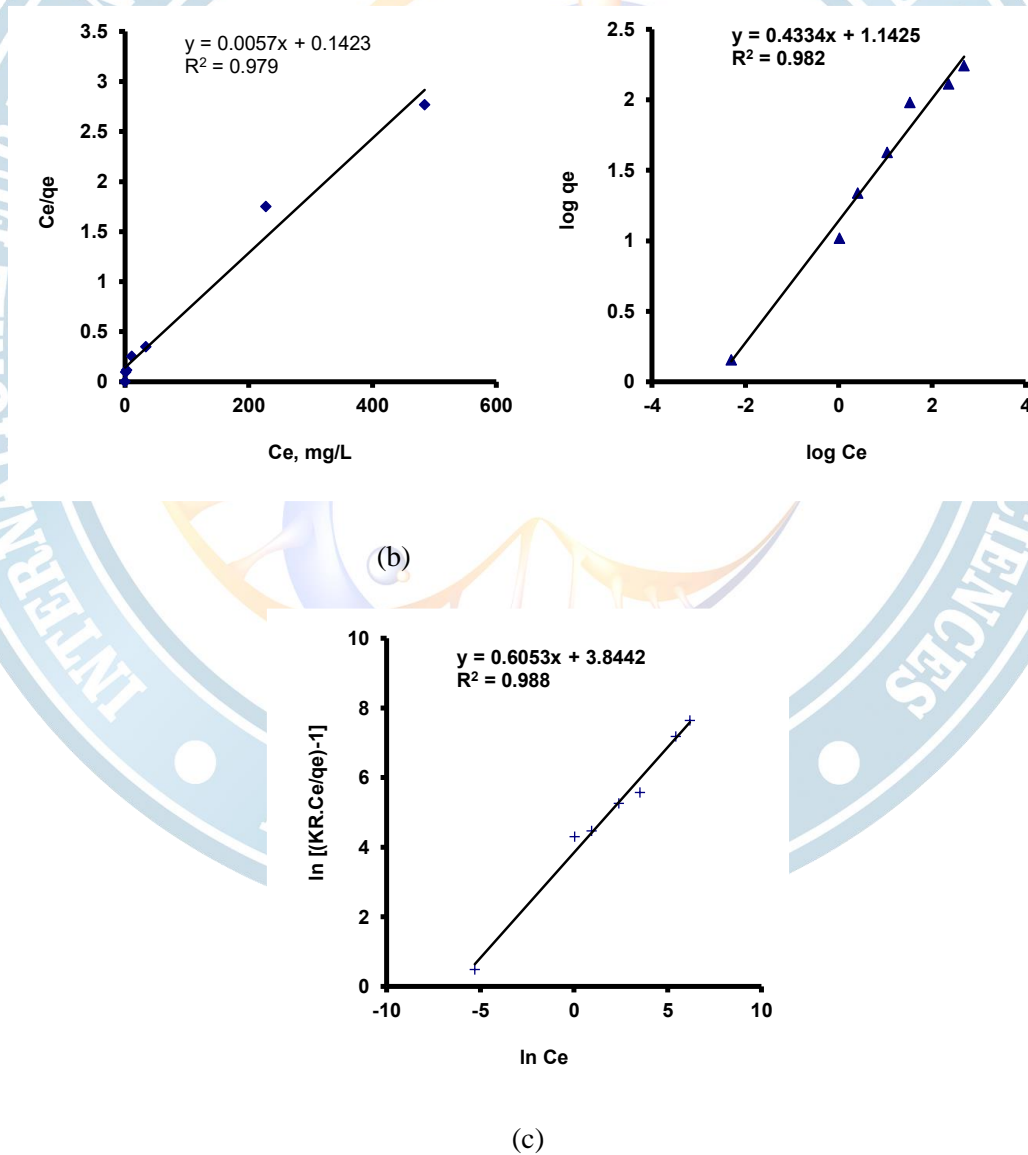 y = 0.0057x + 0.1423
R² = 0.979
3.5
3
2.5
2
1.5
1
0.5
0
Ce/qe
0 200 400 600
Ce, mg/L
y = 0.4334x + 1.1425
R² = 0.982
2.5
2
1.5
1
0.5
0
log qe
-4 -2 0 2 4
log Ce
(b)
y = 0.6053x + 3.8442
R² = 0.988
10
8
6
4
2
0
ln [(KR.Ce/qe)-1]
-10 -5 0 5 10
ln Ce
(c)
CIENCES